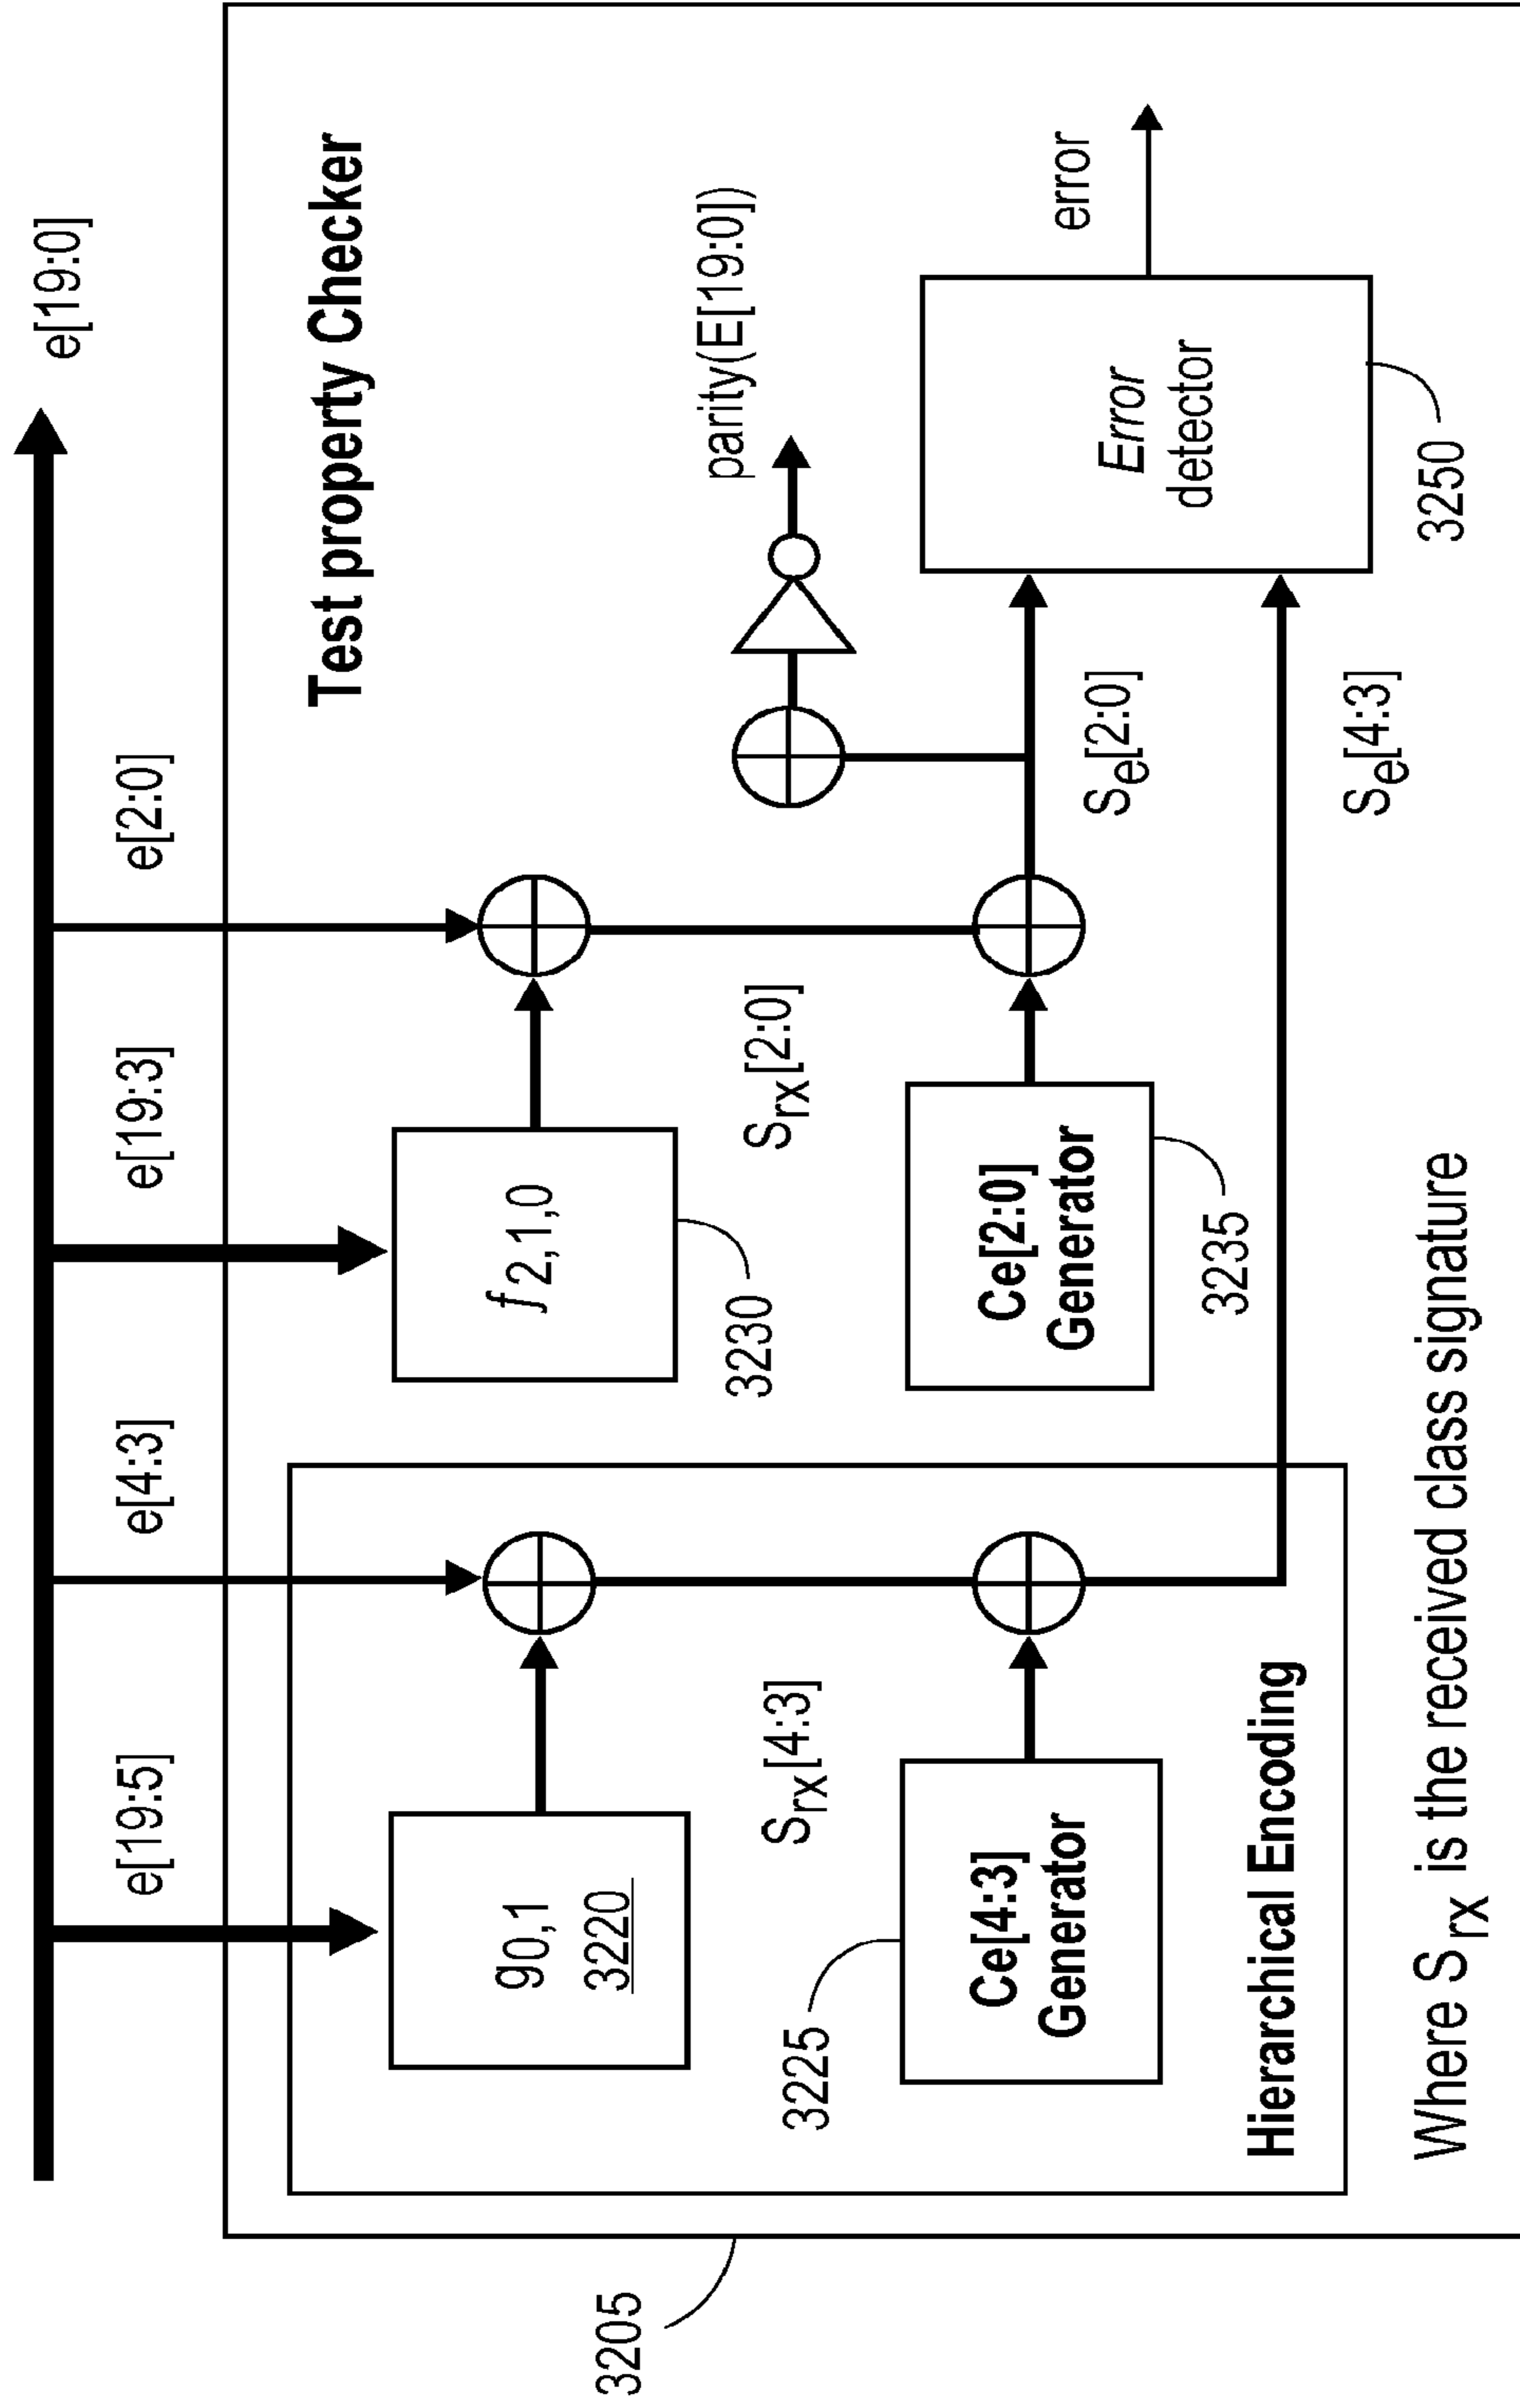 e[19:0]
e[19:5]
e[4:3]
e[19:3]
e[2:0]
Test property Checker
g0,1
3220
f2,1,0
3230
parity(E[19:0])
Srx[4:3]
Srx[2:0]
3225
Ce[4:3]
Generator
Ce[2:0]
Generator
3235
Error
detector
3250
error
Se[2:0]
Se[4:3]
Hierarchical Encoding
3205
Where Srx is the received class signature